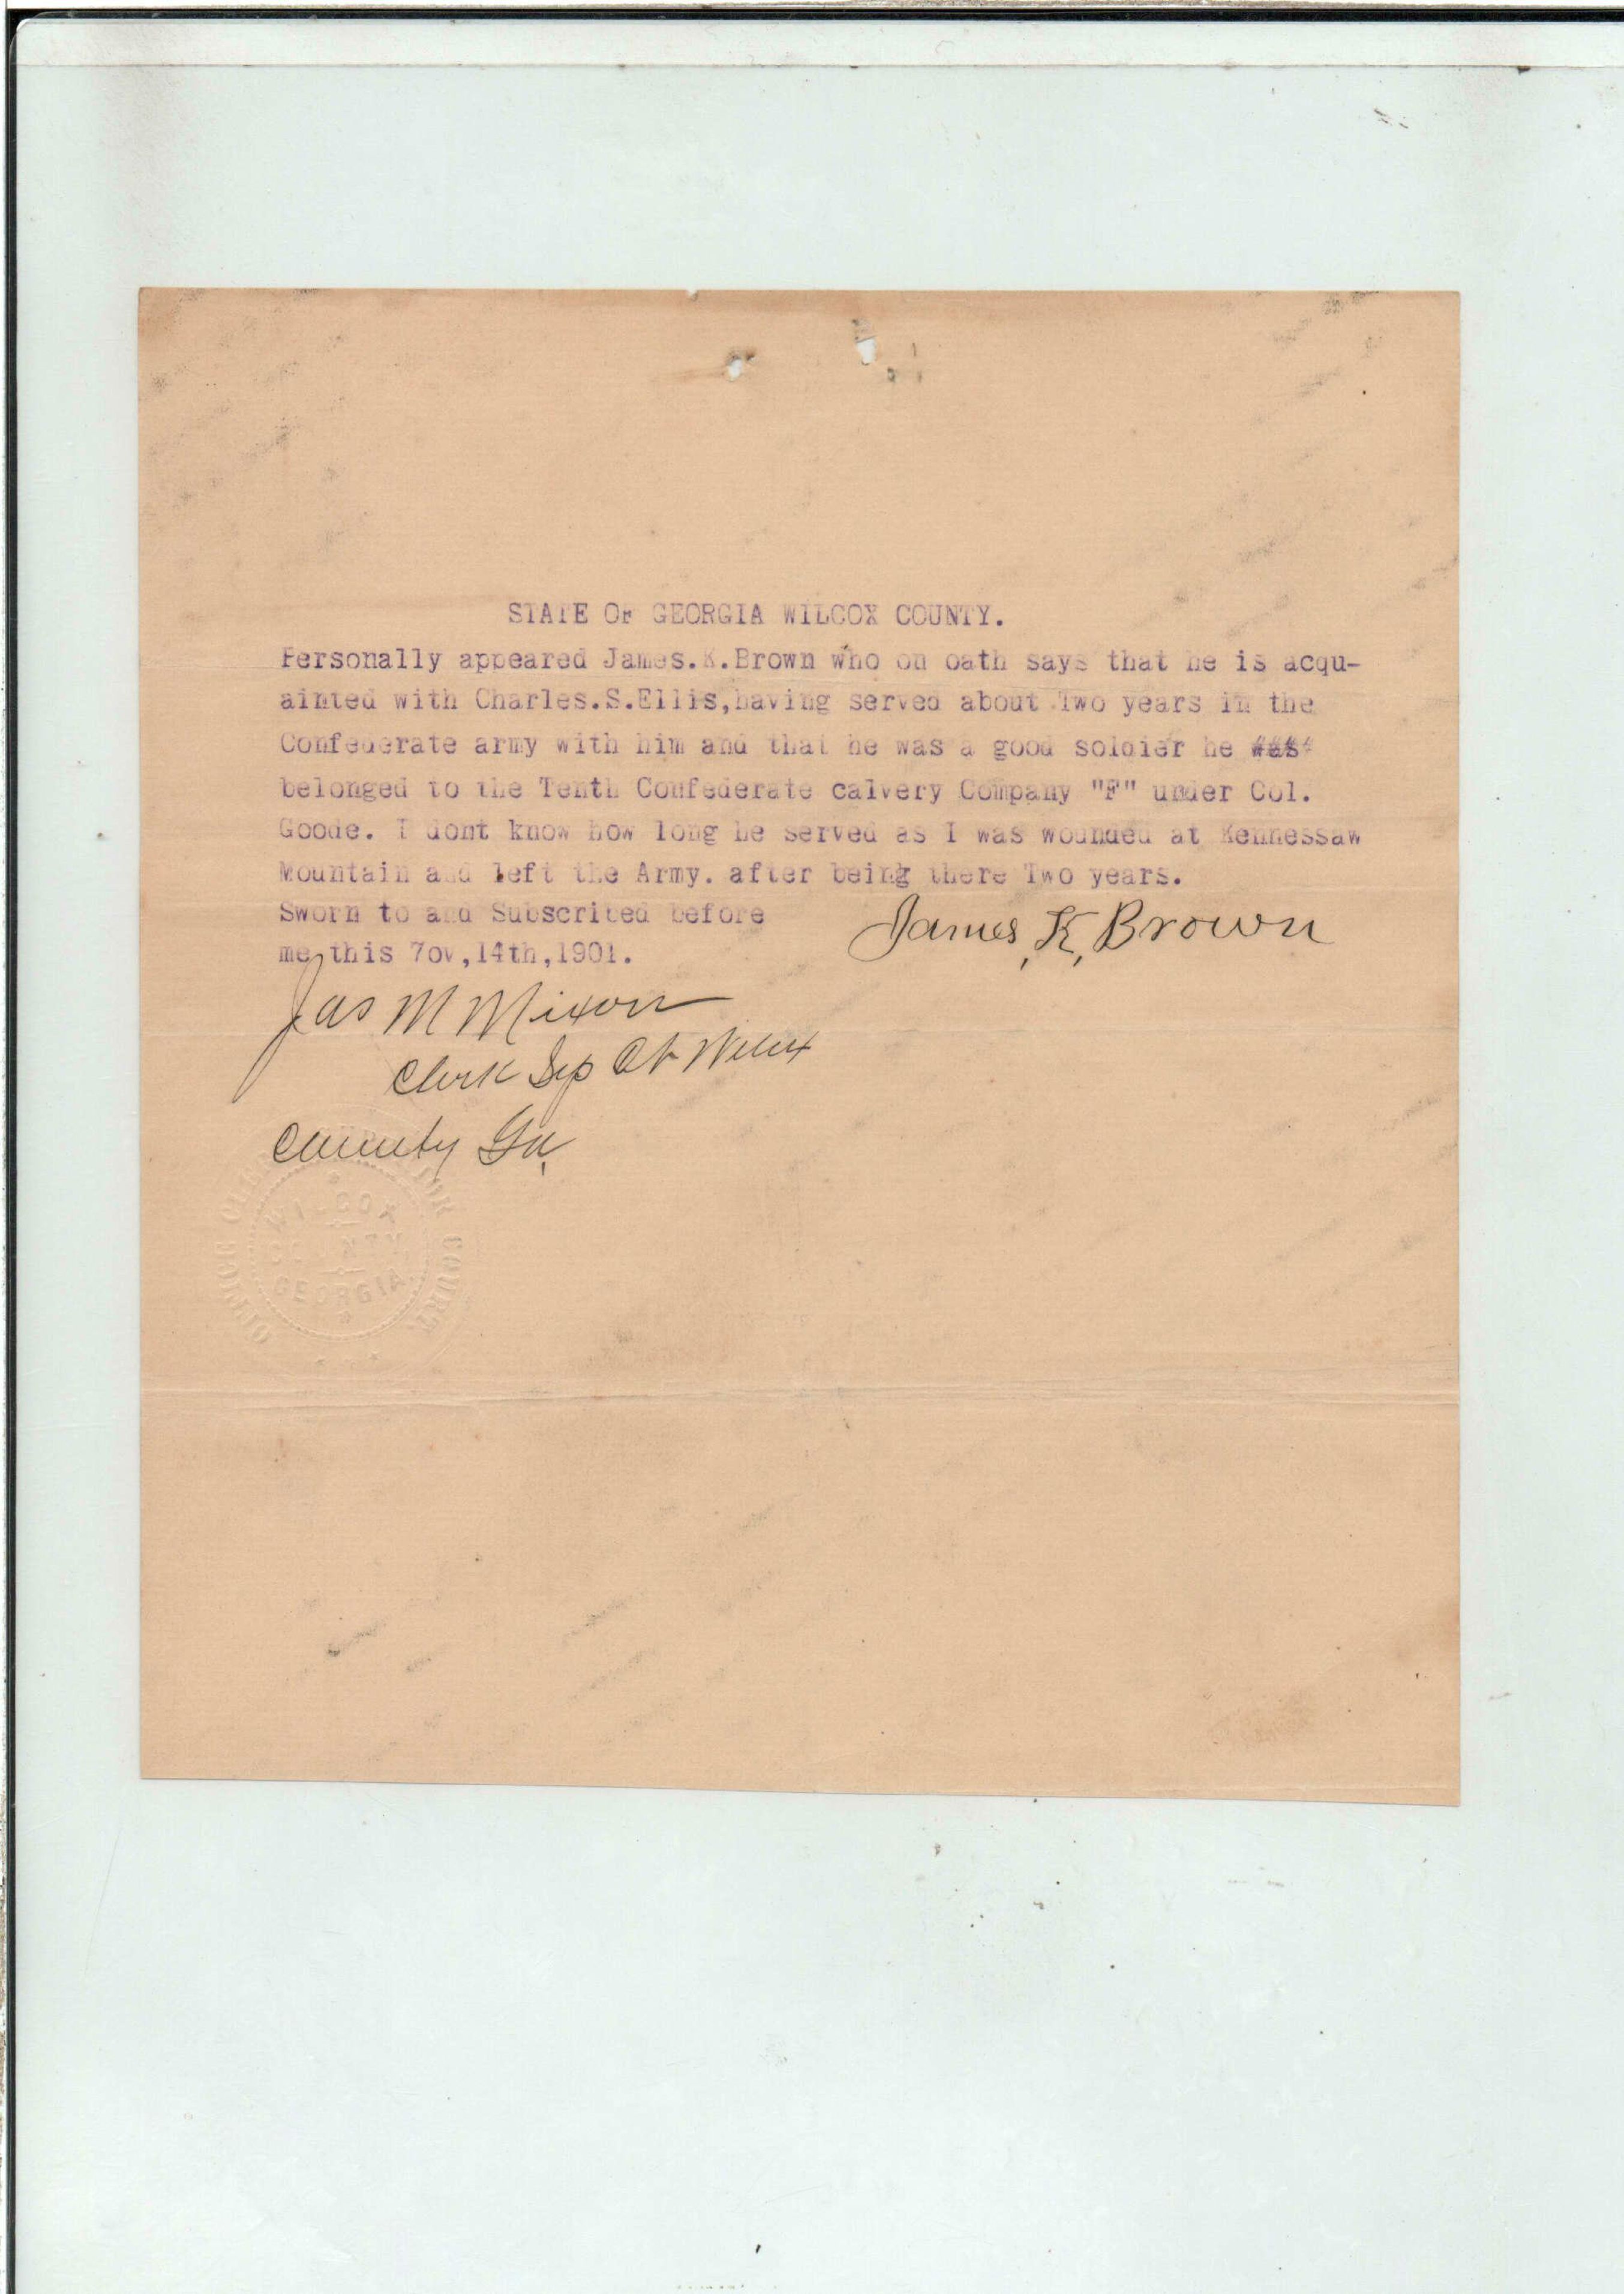 STATE OF GEORGIA WILCOX COUNTY.
Personally appeared James.K.Brown who on oath says that he is acqu-
ainted with Charles.S.Ellis,having served about Two years in the
Confederate army with him and that he was a good soldier he was
belonged to the Tenth Confederate calvery Company "F" under Col.
Goode. I dont know how long he served as I was wounded at Kennessaw
Mountain and left the Army. after being there Two years.
Sworn to and Subscribed before
me this 7ov,14th,1901.
James, K, Brown
Jas M Mixon
Clerk Sup Ct Wilcox
County Ga,
WILCOX
COUNTY
GEORGIA
OFFICE COURT